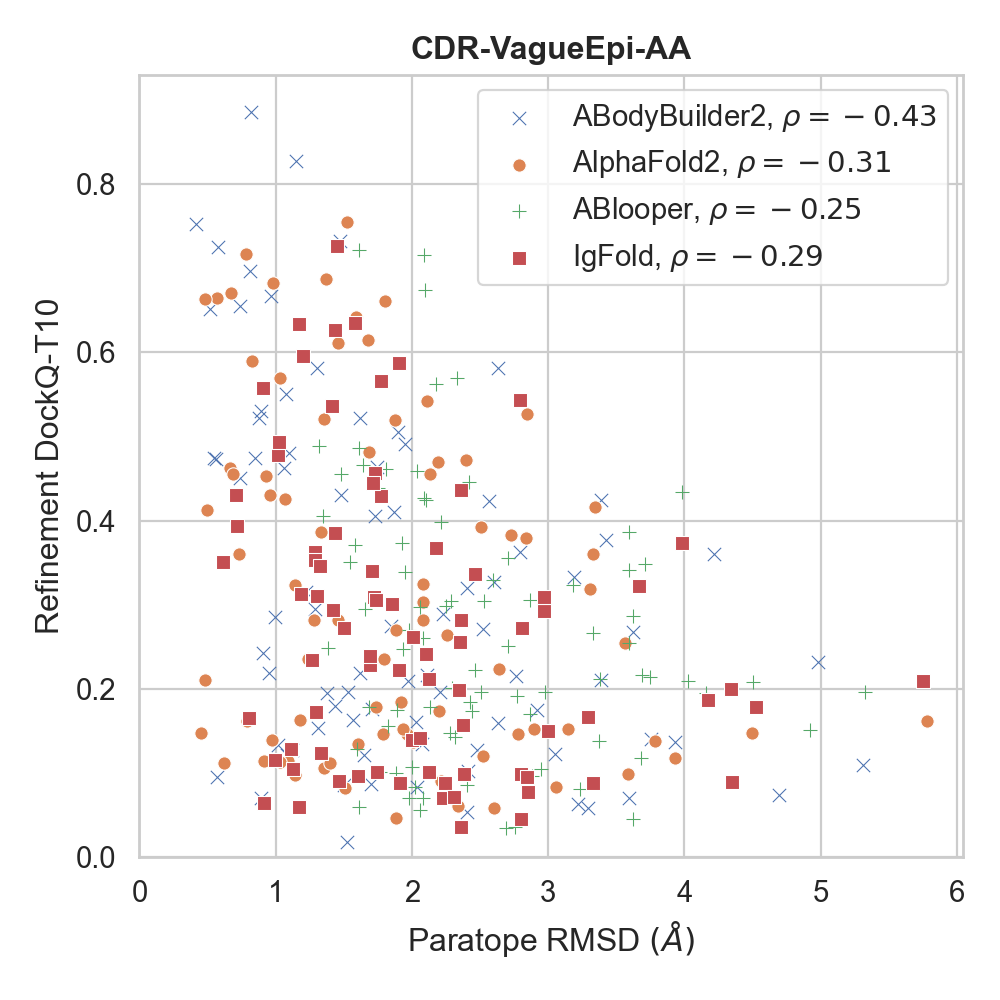 CDR-VagueEpi-AA
ABodyBuilder2, ρ = −0.43
AlphaFold2, ρ = −0.31
ABlooper, ρ = −0.25
IgFold, ρ = −0.29
Refinement DockQ-T10
0.8
0.6
0.4
0.2
0.0
0 1 2 3 4 5 6
Paratope RMSD (Å)